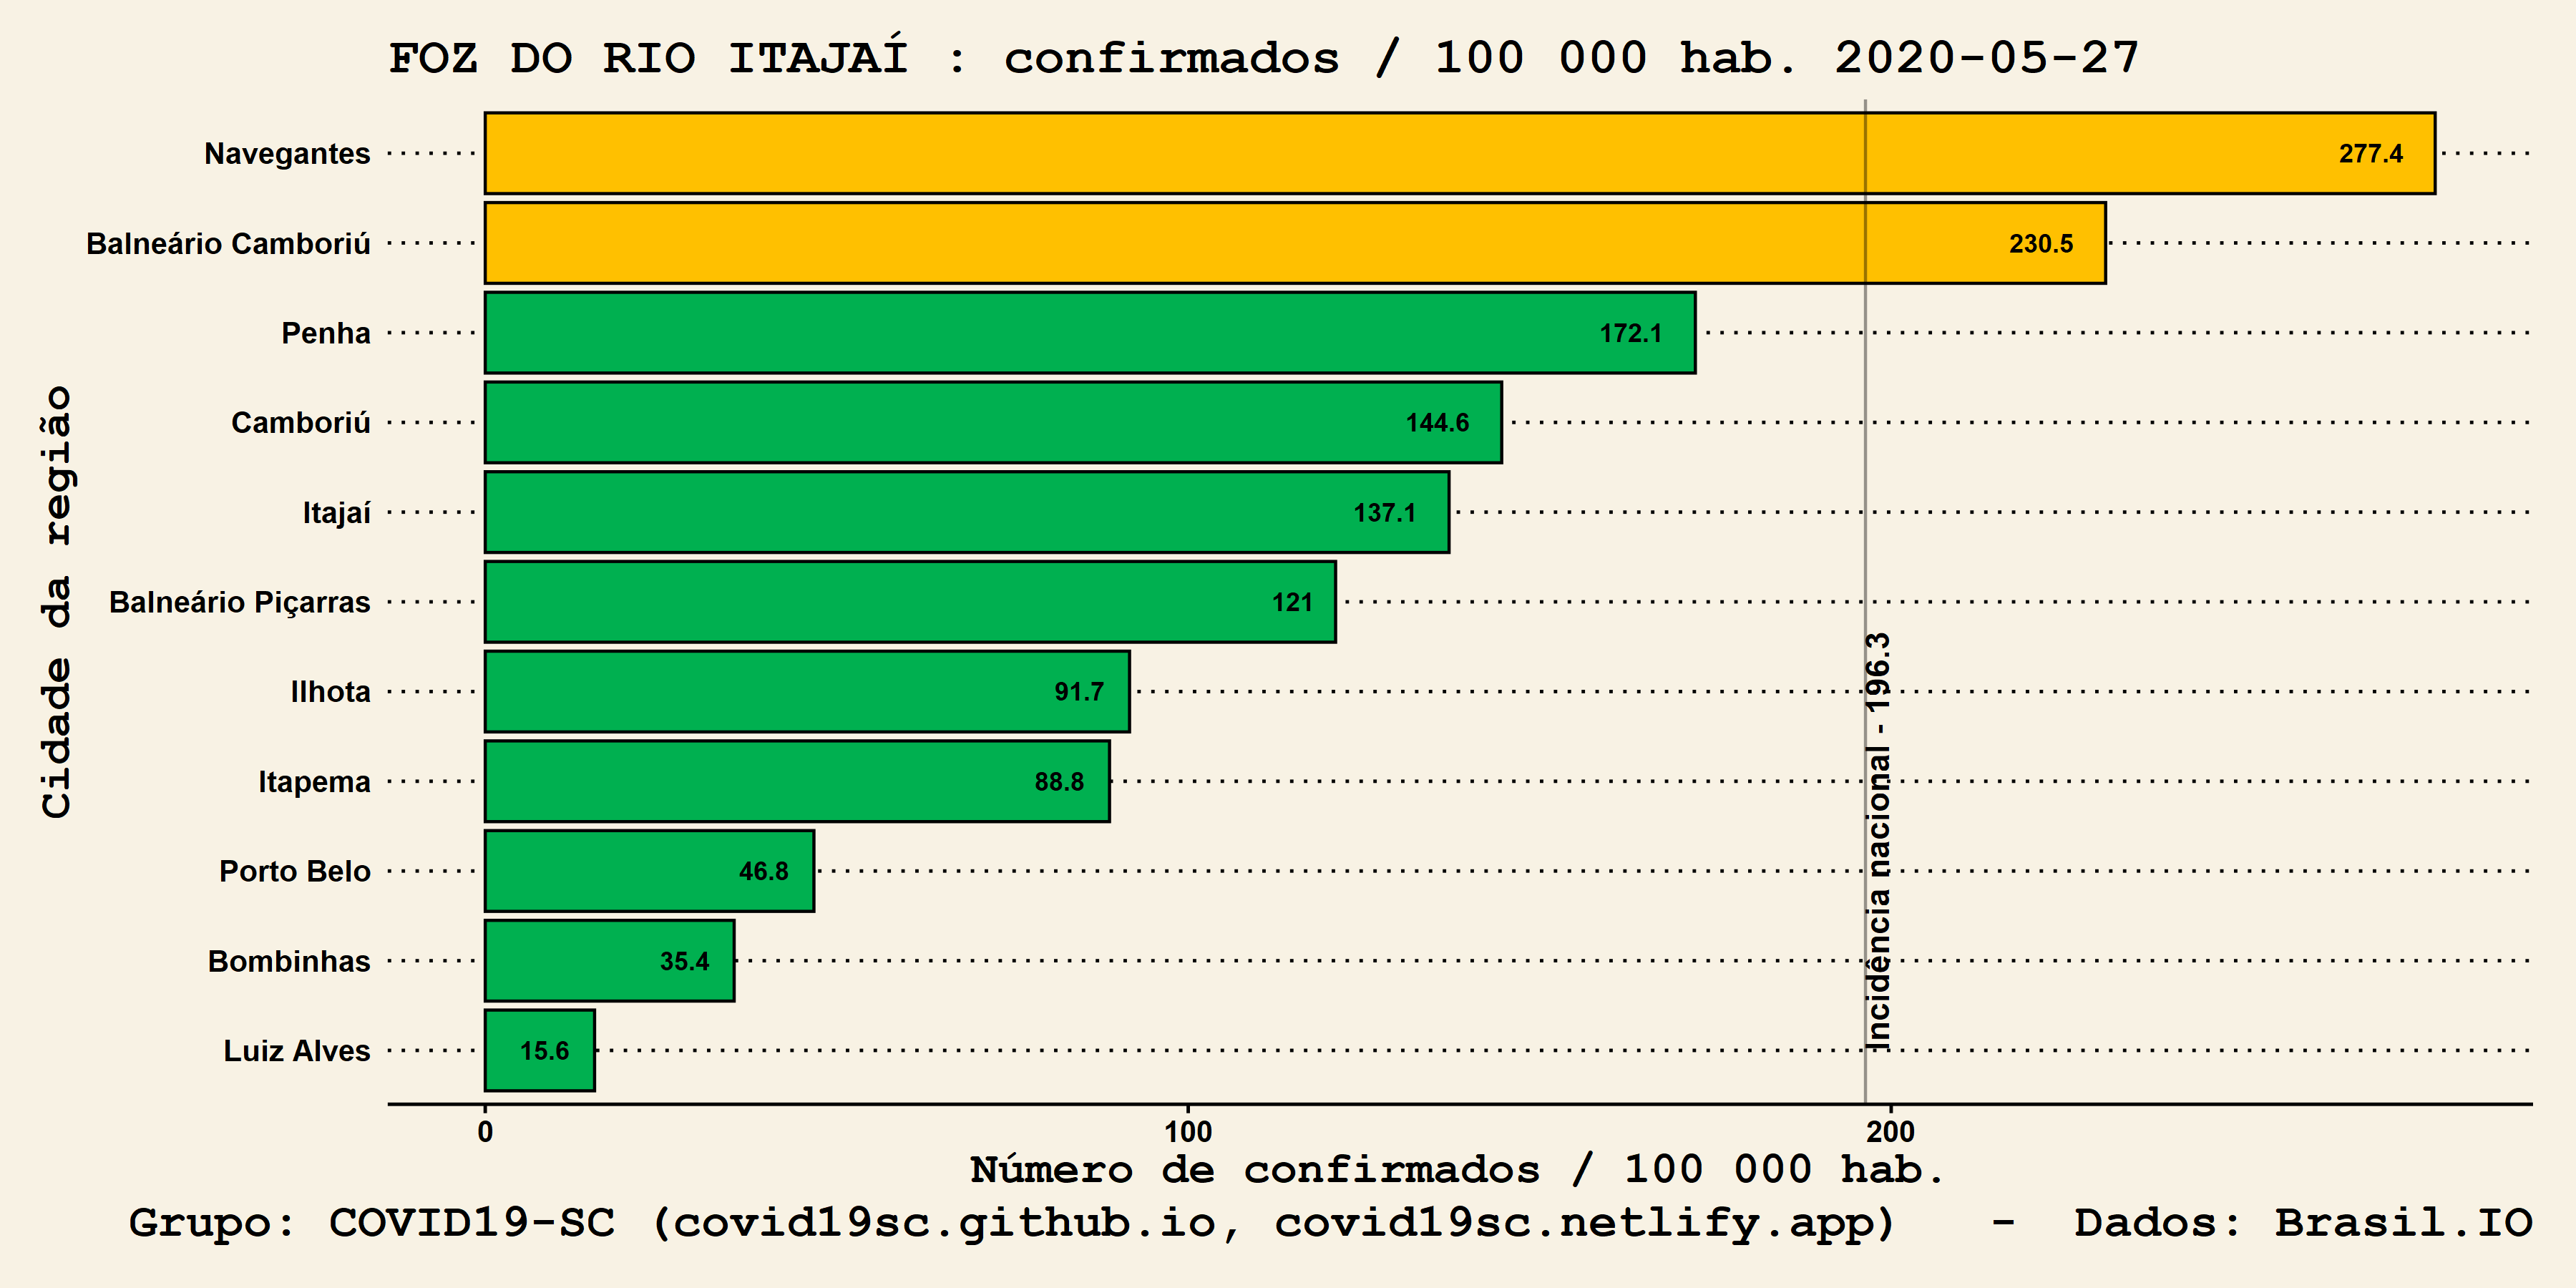 FOZ DO RIO ITAJAÍ : confirmados / 100 000 hab. 2020-05-27
Cidade da região
Navegantes 277.4
Balneário Camboriú 230.5
Penha 172.1
Camboriú 144.6
Itajaí 137.1
Balneário Piçarras 121
Ilhota 91.7
Itapema 88.8
Porto Belo 46.8
Bombinhas 35.4
Luiz Alves 15.6
Incidência nacional - 196.3
0 100 200
Número de confirmados / 100 000 hab.
Grupo: COVID19-SC (covid19sc.github.io, covid19sc.netlify.app) - Dados: Brasil.IO